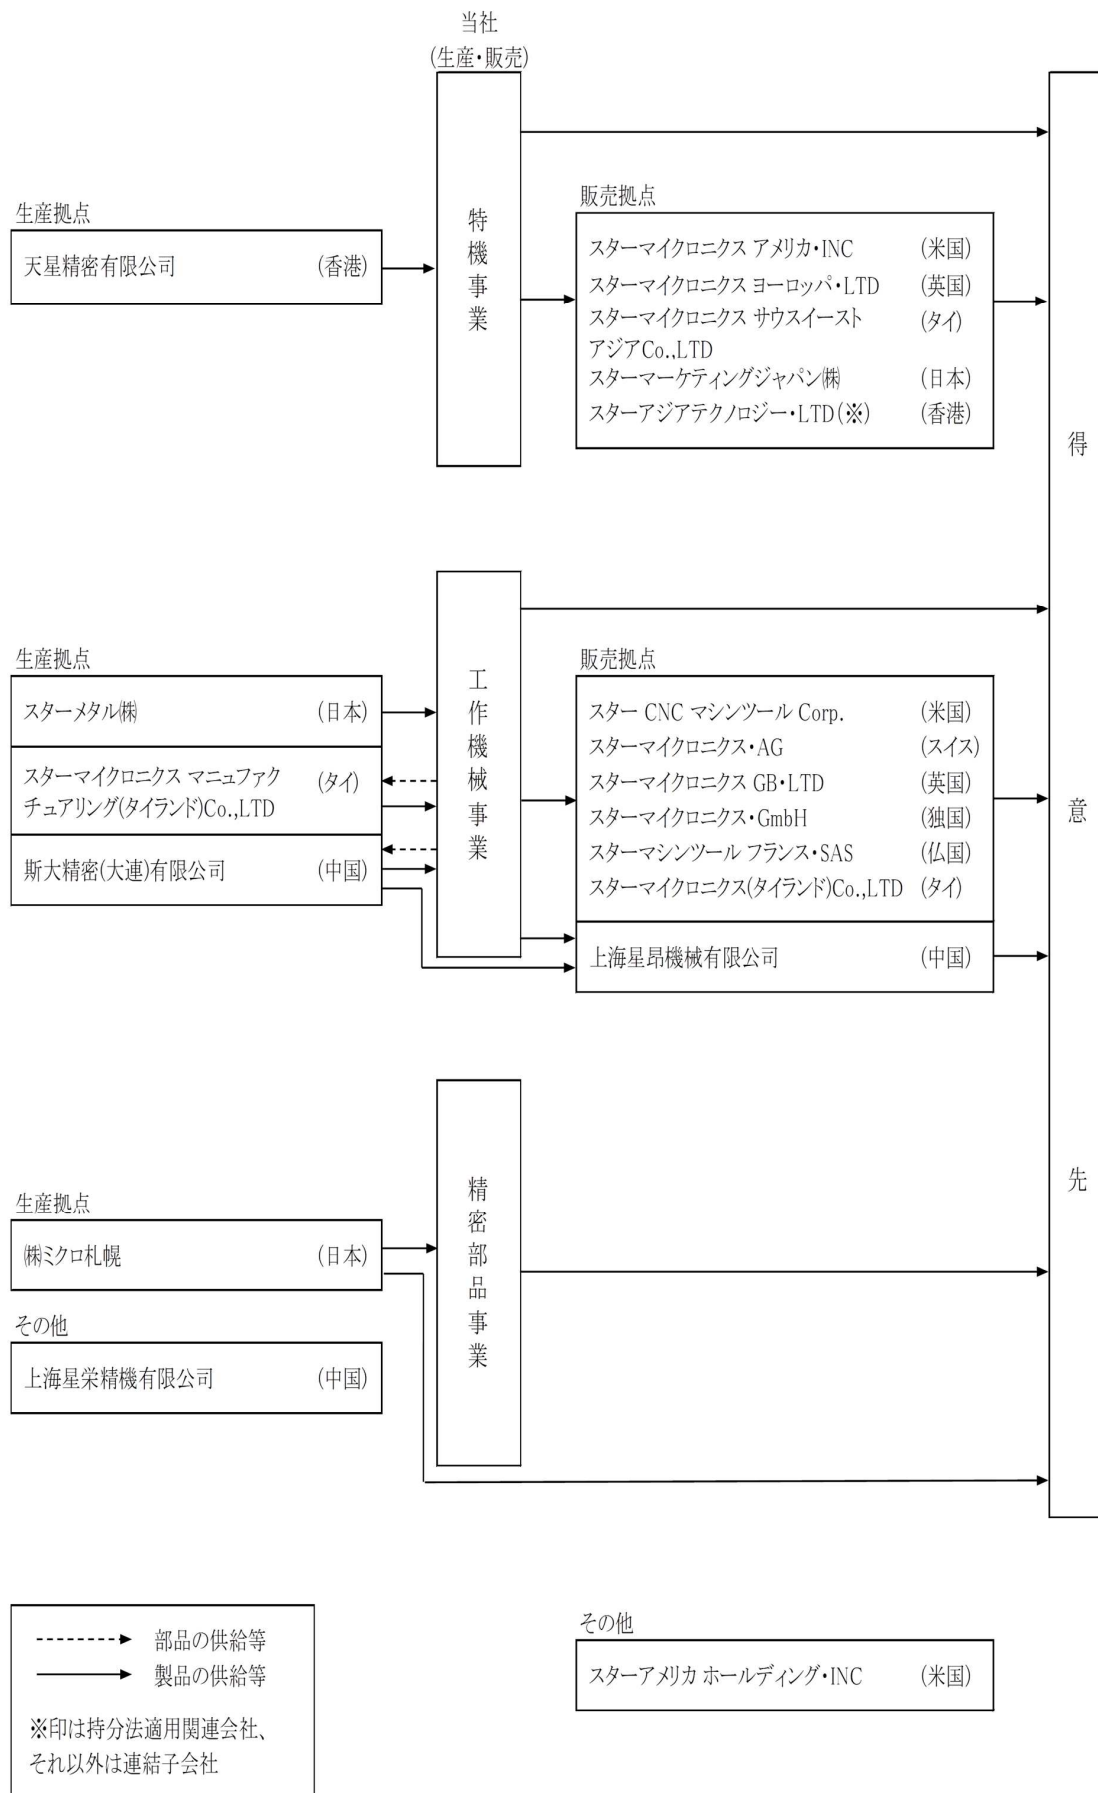 当社
(生産・販売)
特機事業
生産拠点
天星精密有限公司 (香港)
販売拠点
スターマイクロニクス アメリカ・INC (米国)
スターマイクロニクス ヨーロッパ・LTD (英国)
スターマイクロニクス サウスイースト (タイ)
アジアCo.,LTD
スターマーケティングジャパン㈱ (日本)
スターアジアテクノロジー・LTD(※) (香港)
得意先
工作機械事業
生産拠点
スターメタル㈱ (日本)
スターマイクロニクス マニュファク (タイ)
チュアリング(タイランド)Co.,LTD
斯大精密(大連)有限公司 (中国)
販売拠点
スター CNC マシンツール Corp. (米国)
スターマイクロニクス・AG (スイス)
スターマイクロニクス GB・LTD (英国)
スターマイクロニクス・GmbH (独国)
スターマシンツール フランス・SAS (仏国)
スターマイクロニクス(タイランド)Co.,LTD (タイ)
上海星昂機械有限公司 (中国)
精密部品事業
生産拠点
㈱ミクロ札幌 (日本)
その他
上海星栄精機有限公司 (中国)
部品の供給等
製品の供給等
※印は持分法適用関連会社、
それ以外は連結子会社
その他
スターアメリカ ホールディング・INC (米国)